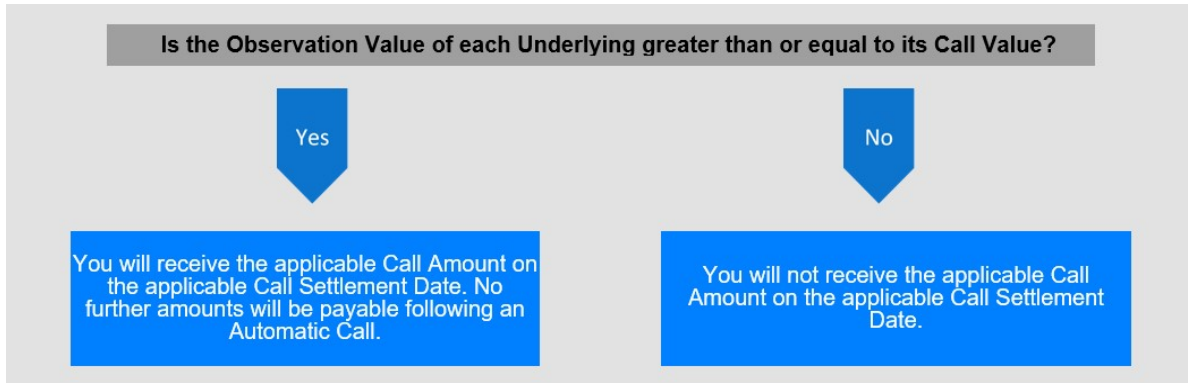 Is the Observation Value of each Underlying greater than or equal to its Call Value?
Yes
No
You will receive the applicable Call Amount on
the applicable Call Settlement Date. No
further amounts will be payable following an
Automatic Call.
You will not receive the applicable Call
Amount on the applicable Call Settlement
Date.